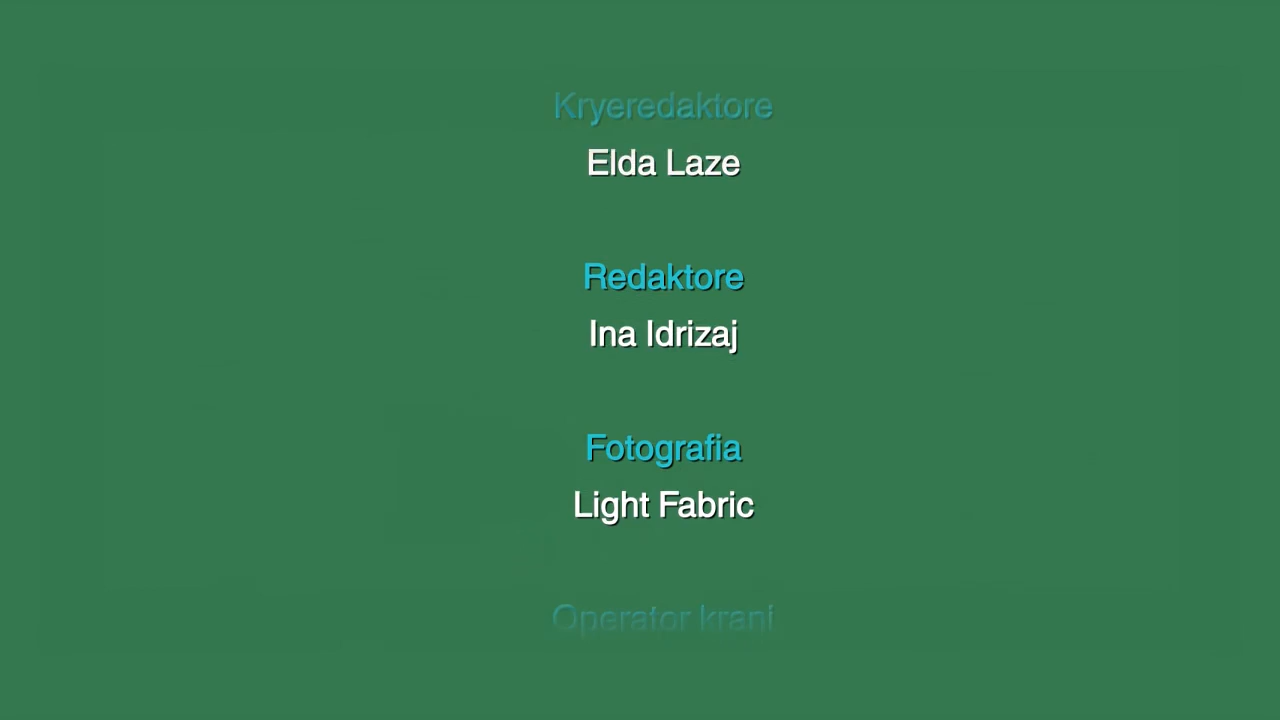 Kryeredaktore
Elda Laze
Redaktore
Ina Idrizaj
Fotografia
Light Fabric
Operator krani